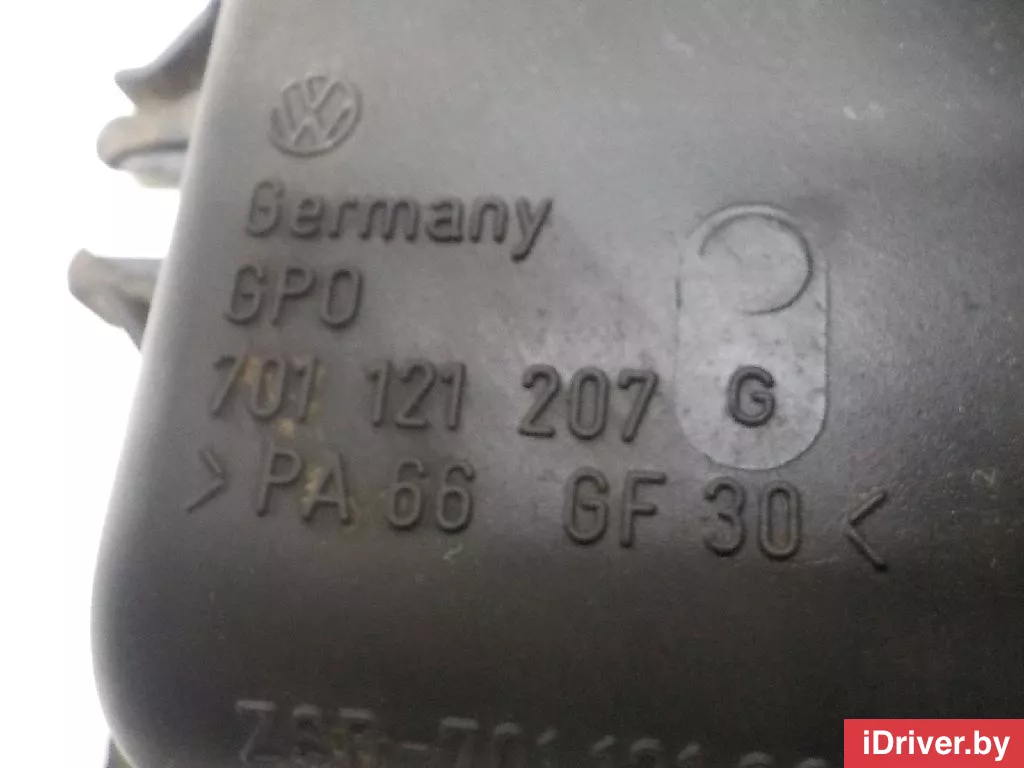 Germany
GPO
701 121 207 G
>PA 66 GF 30<
iDriver.by